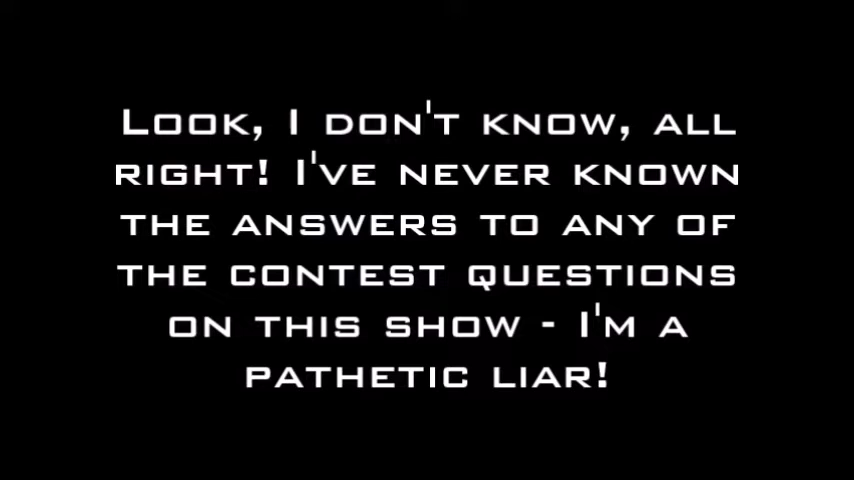 Look, I don't know, all
right! I've never known
the answers to any of
the contest questions
on this show - I'm a
pathetic liar!